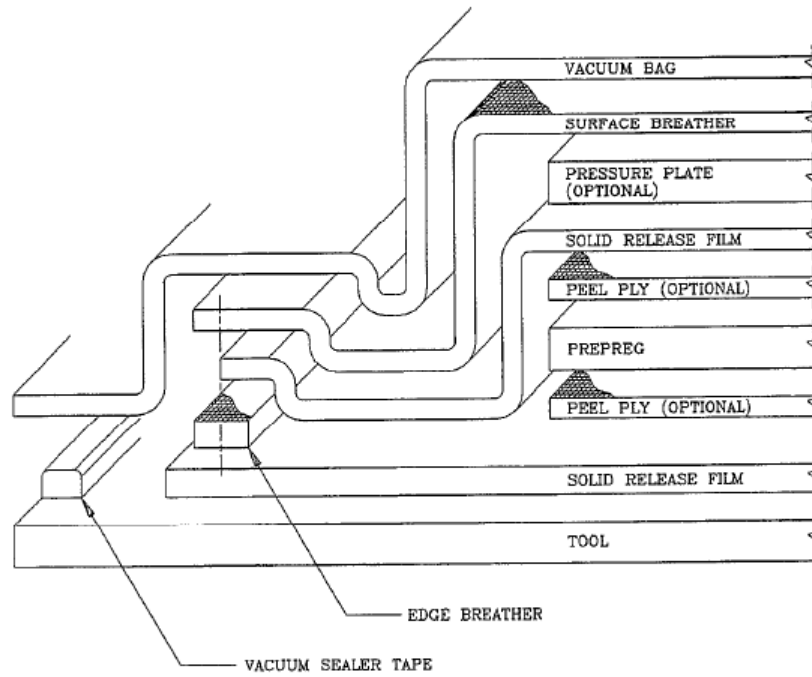 VACUUM BAG
SURFACE BREATHER
PRESSURE PLATE
(OPTIONAL)
SOLID RELEASE FILM
PEEL PLY (OPTIONAL)
PREPREG
PEEL PLY (OPTIONAL)
SOLID RELEASE FILM
TOOL
EDGE BREATHER
VACUUM SEALER TAPE